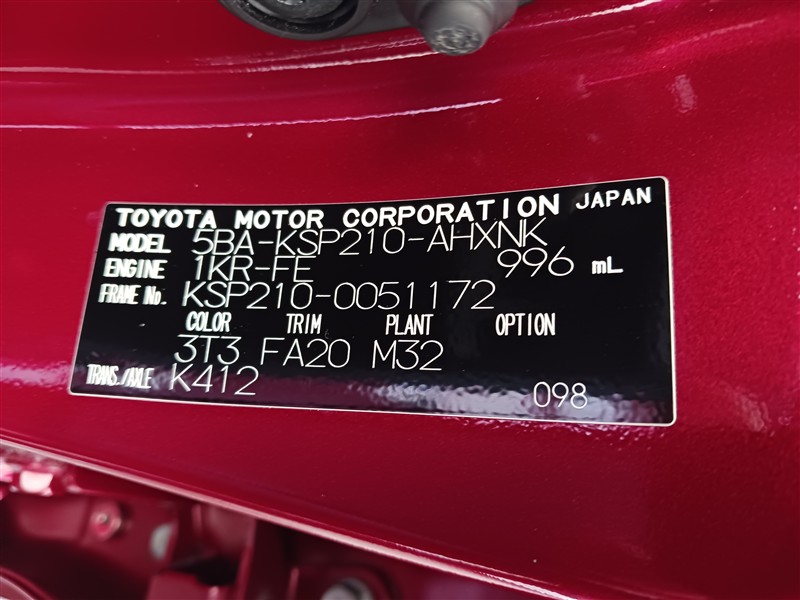 TOYOTA MOTOR CORPORATION JAPAN
MODEL 5BA-KSP210-AHXNK
ENGINE 1KR-FE 996 mL
FRAME No. KSP210-0051172
COLOR TRIM PLANT OPTION
3T3 FA20 M32
TRANS./AXLE K412
098